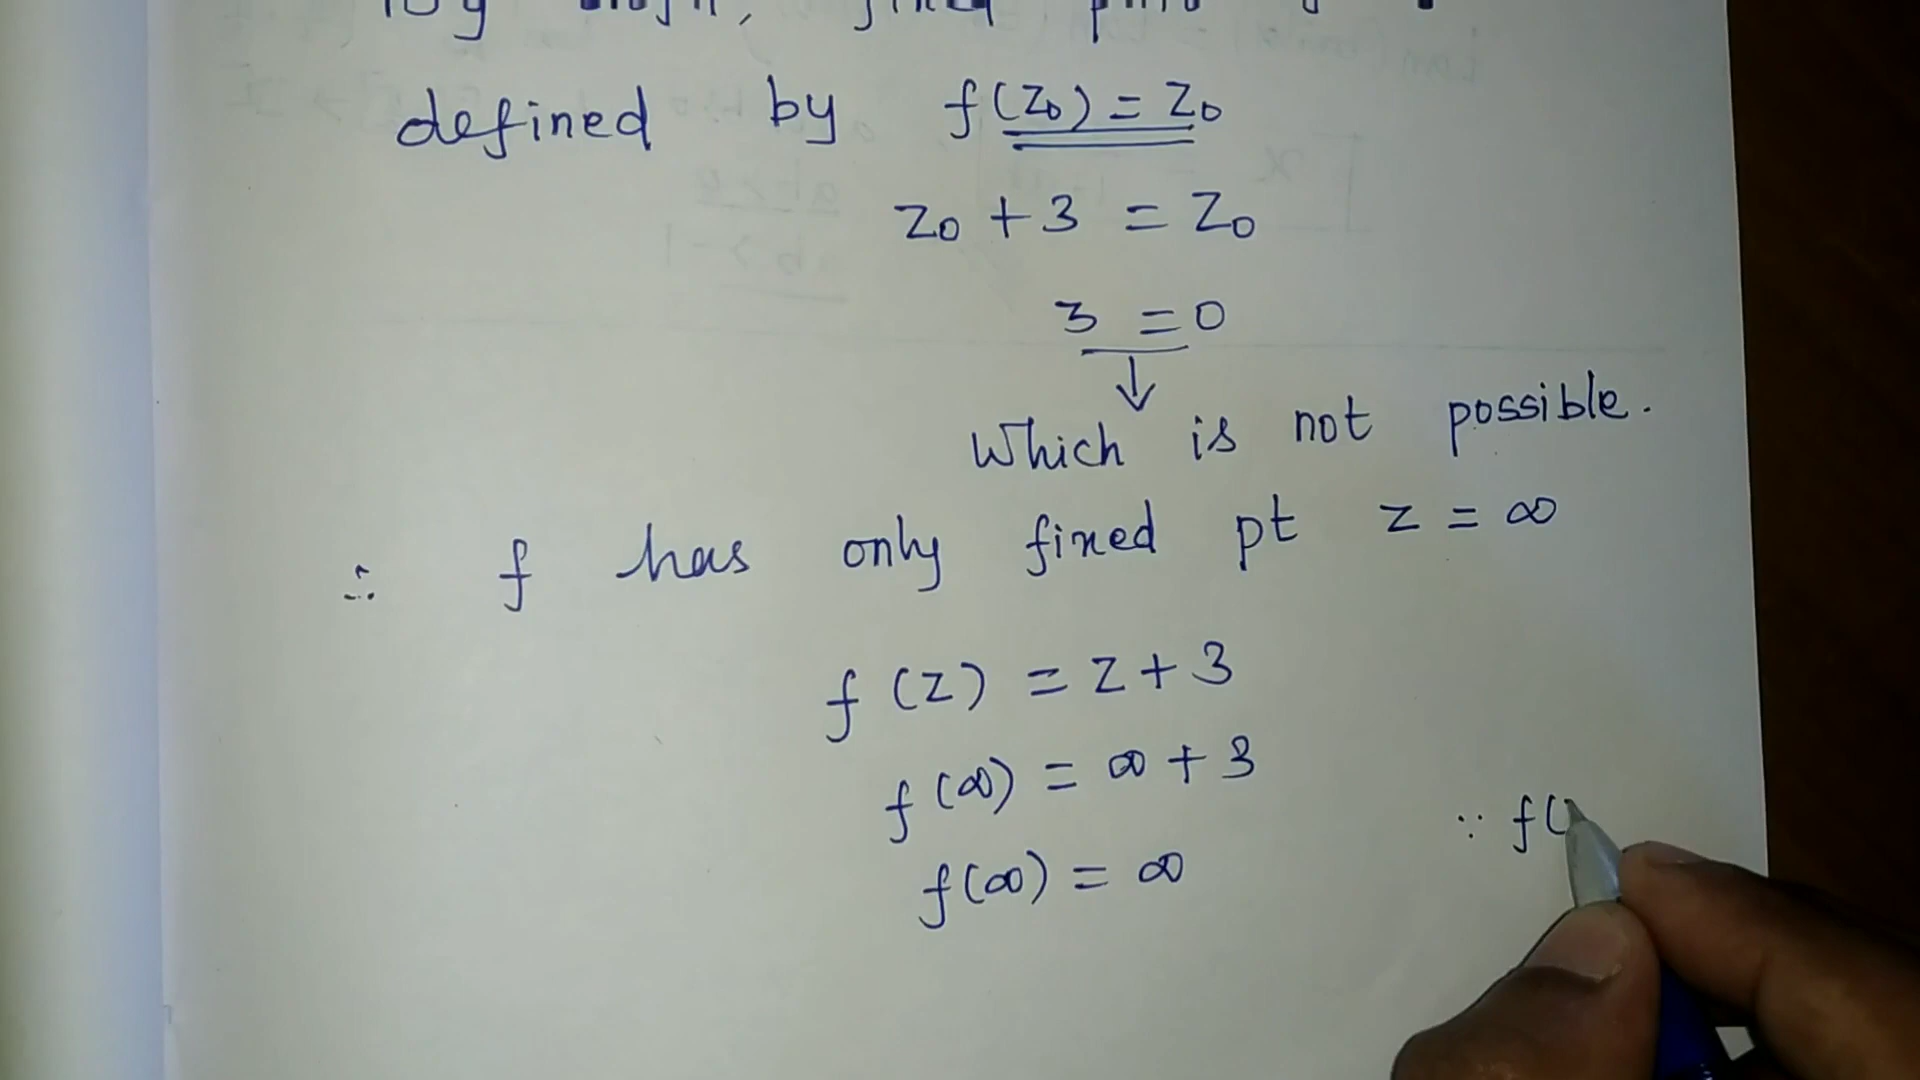 defined by f(z₀) = z₀
z₀ + 3 = z₀
3 = 0
↓
Which is not possible.
∴ f has only fixed pt z = ∞
f(z) = z + 3
f(∞) = ∞ + 3
∵ f(
f(∞) = ∞